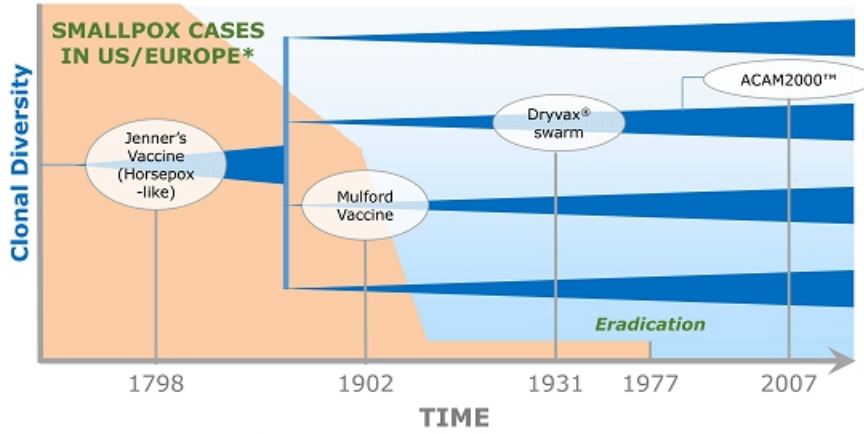 SMALLPOX CASES
IN US/EUROPE*
Clonal Diversity
Jenner's
Vaccine
(Horsepox
-like)
Mulford
Vaccine
Dryvax®
swarm
ACAM2000™
Eradication
1798
1902
1931
1977
2007
TIME